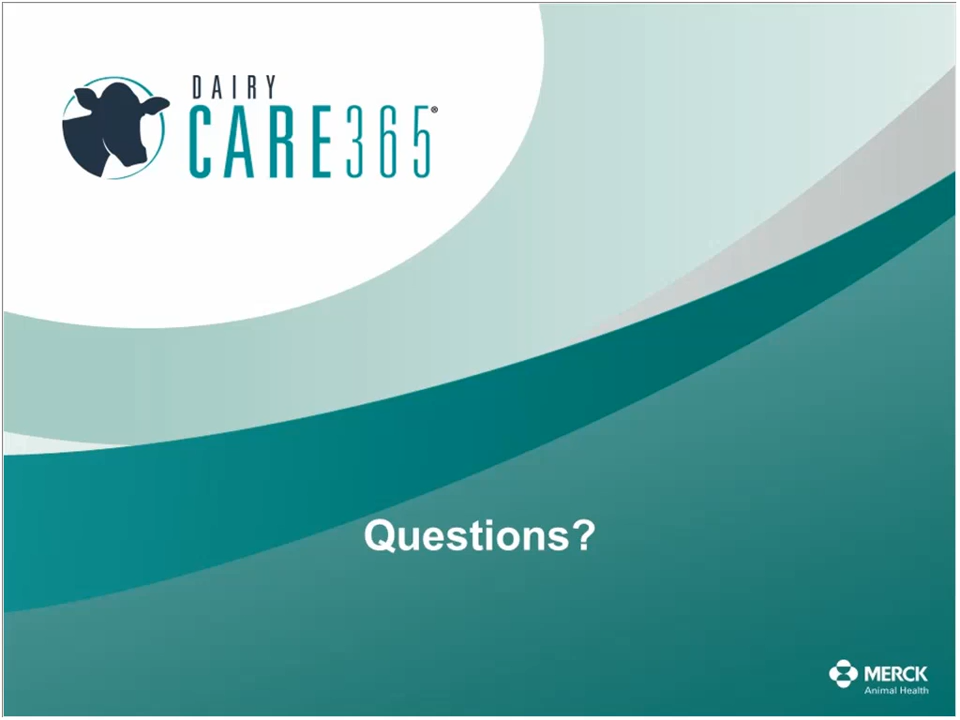 DAIRY
CARE365®
Questions?
MERCK
Animal Health